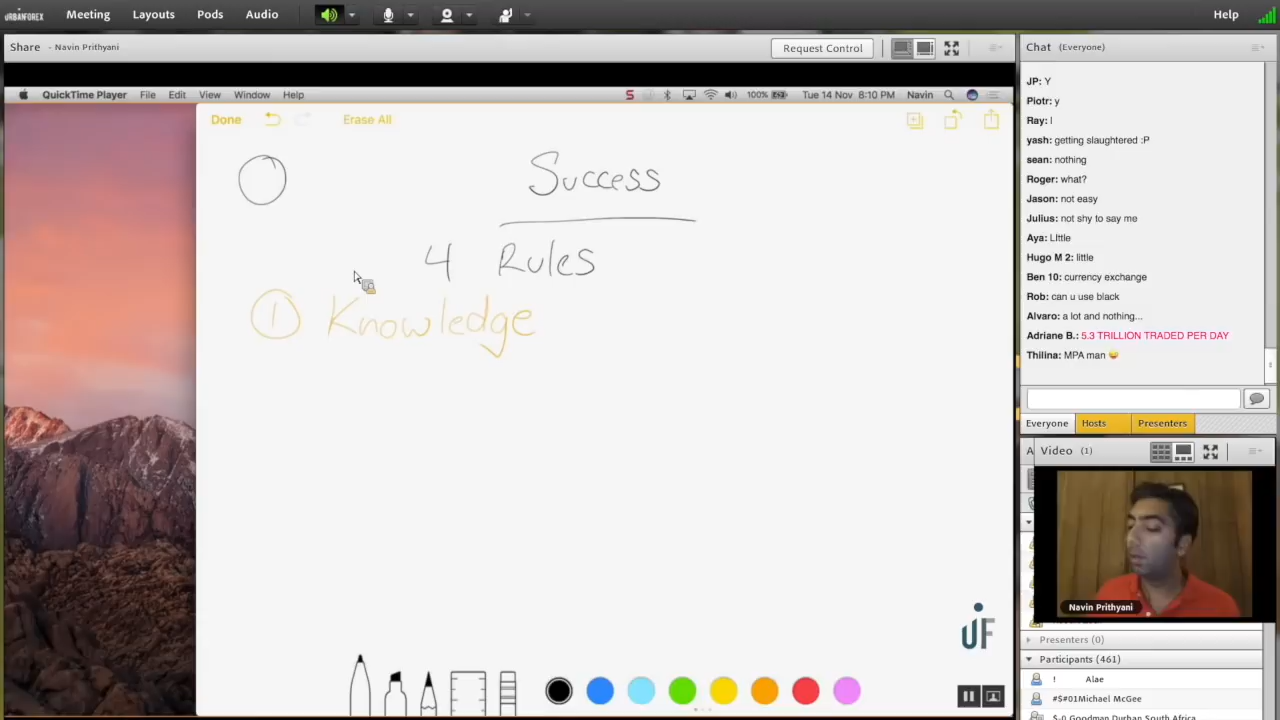 URBANFOREX Meeting Layouts Pods Audio Help
Share - Navin Prithyani Request Control
QuickTime Player File Edit View Window Help S 100% Tue 14 Nov 8:10 PM Navin
Done Erase All
Success
4 Rules
1 Knowledge
UF
Chat (Everyone)
JP: Y
Piotr: y
Ray: l
yash: getting slaughtered :P
sean: nothing
Roger: what?
Jason: not easy
Julius: not shy to say me
Aya: LIttle
Hugo M 2: little
Ben 10: currency exchange
Rob: can u use black
Alvaro: a lot and nothing...
Adriane B.: 5.3 TRILLION TRADED PER DAY
Thilina: MPA man 😄
Everyone Hosts Presenters
A Video (1)
Navin Prithyani
Presenters (0)
Participants (461)
! Alae
#$#01Michael McGee
$-0 Goodman Durban South Africa